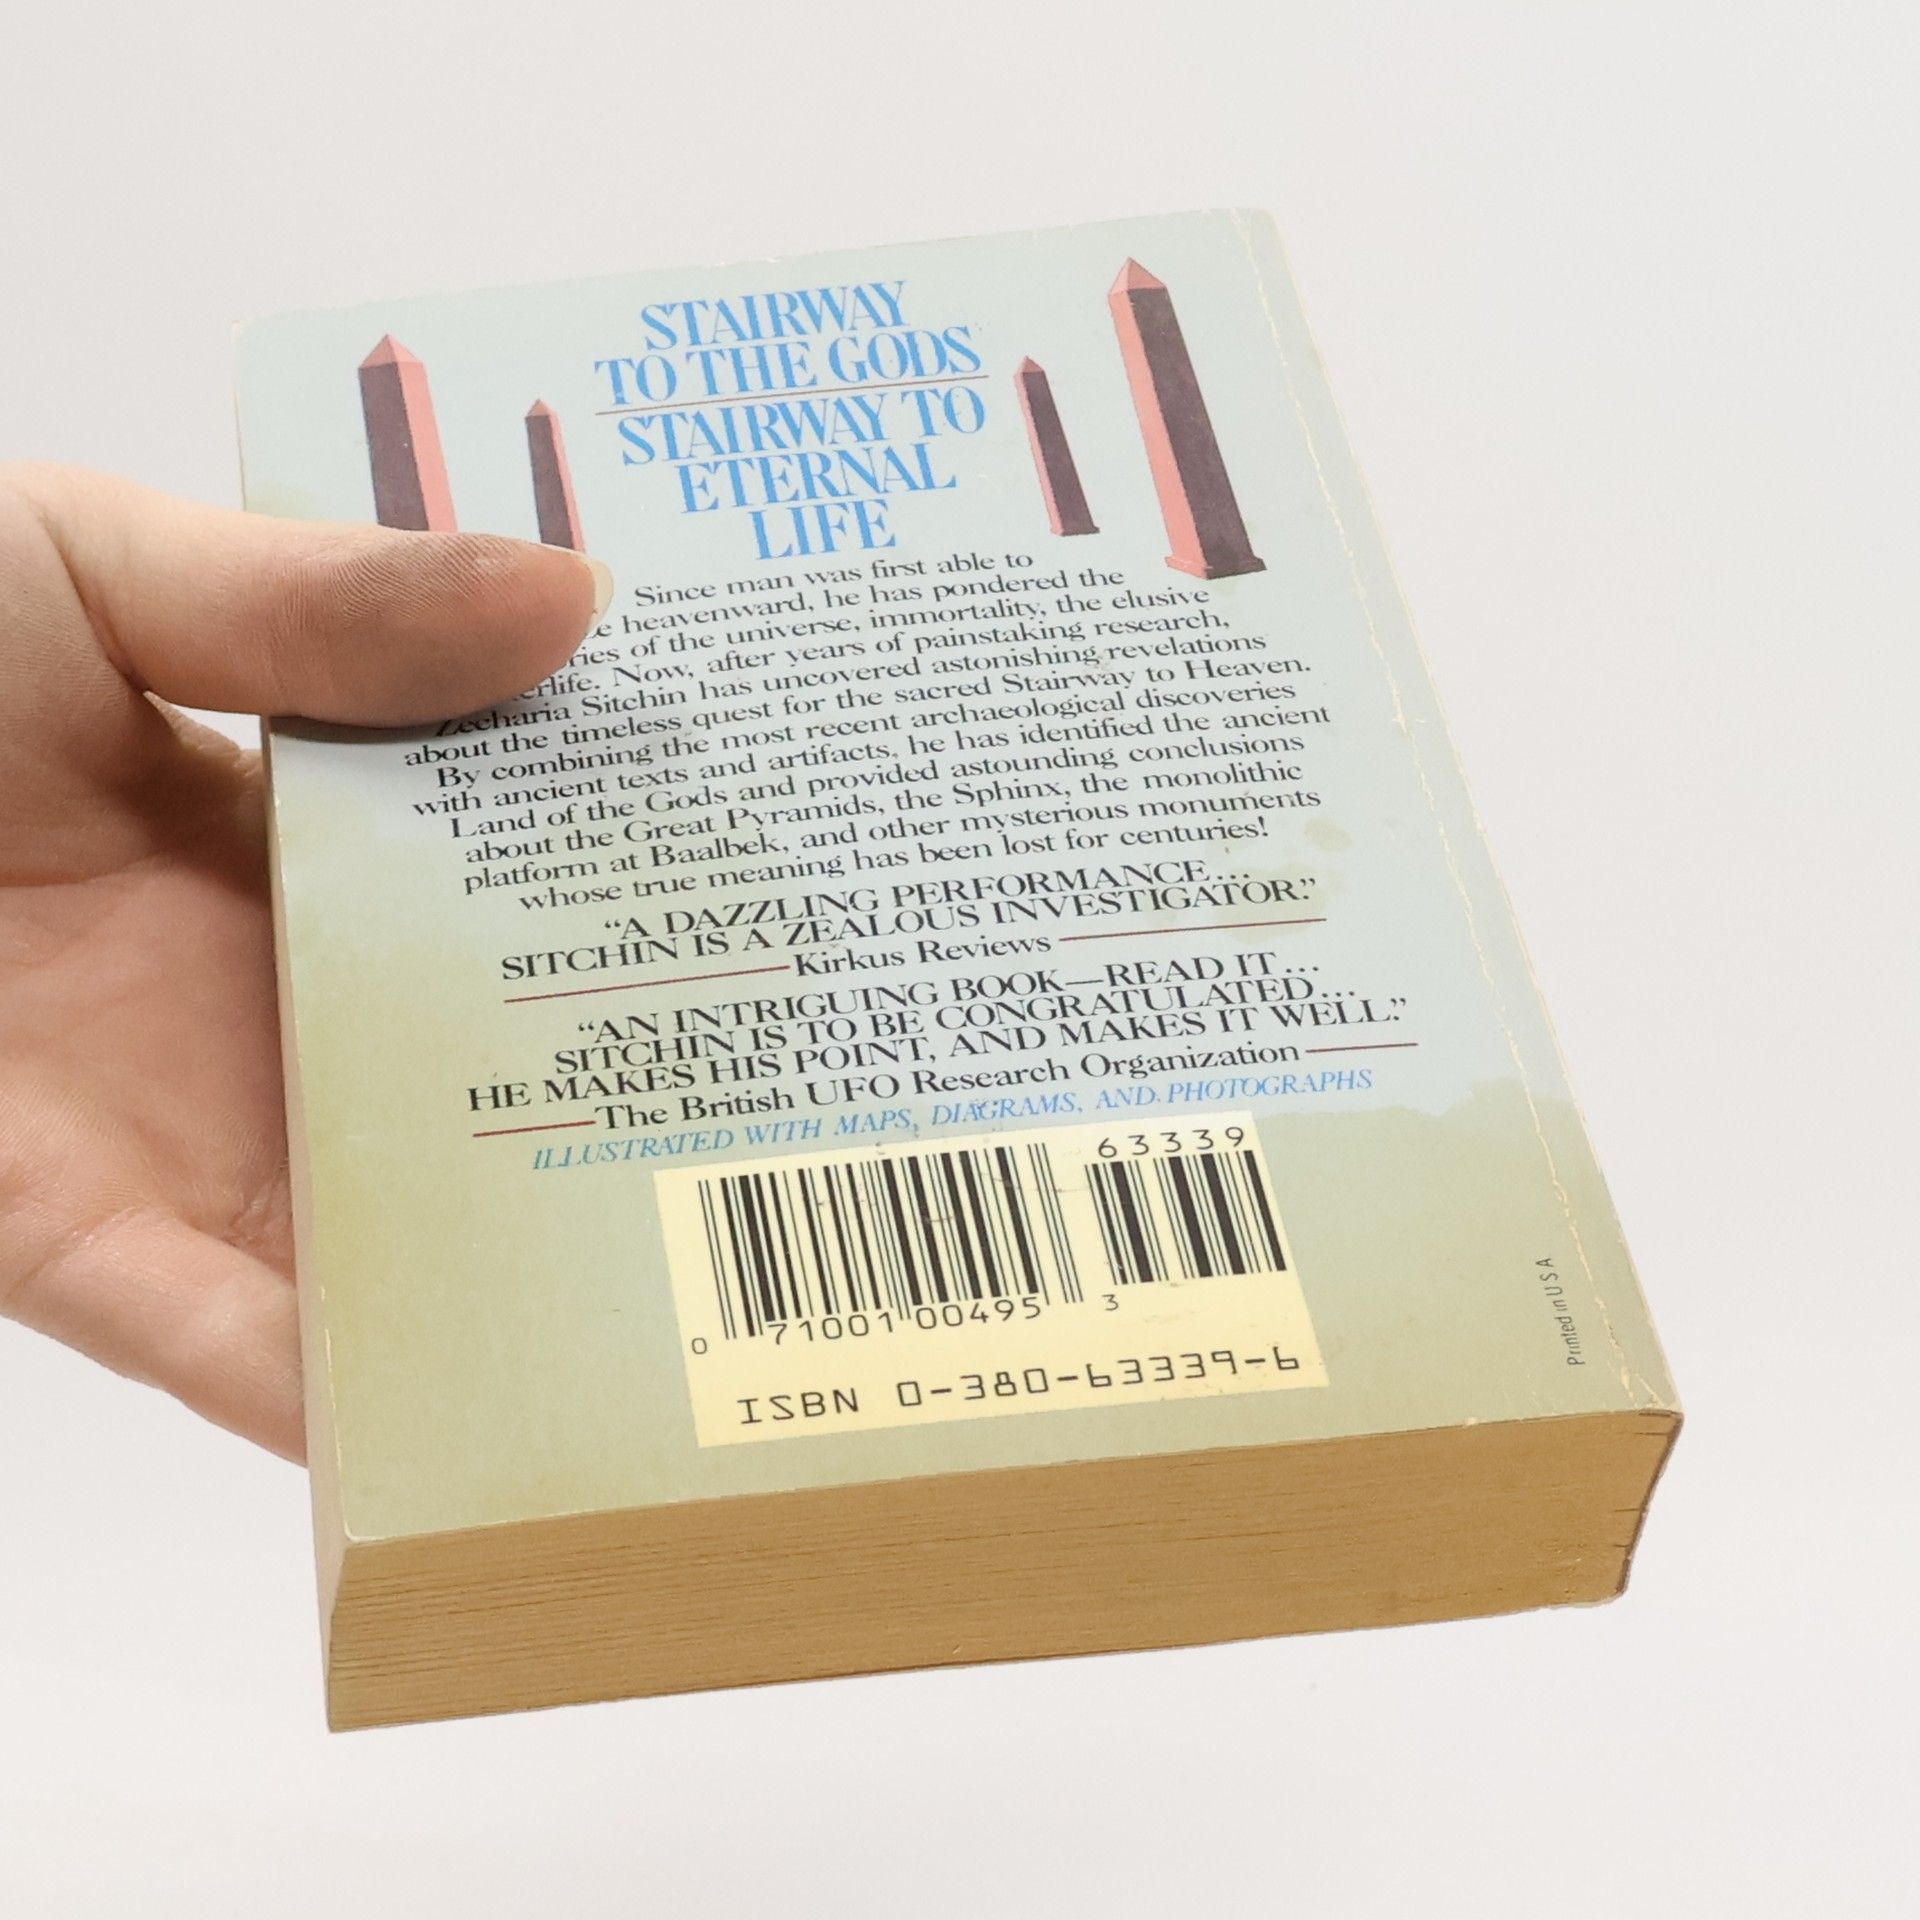 STAIRWAY
TO THE GODS
STAIRWAY TO
ETERNAL
LIFE
Since man was first able to
heavenward, he has pondered the
of the universe, immortality, the elusive
Now, after years of painstaking research,
Zecharia Sitchin has uncovered astonishing revelations
about the timeless quest for the sacred Stairway to Heaven.
By combining the most recent archaeological discoveries
with ancient texts and artifacts, he has identified the ancient
Land of the Gods and provided astounding conclusions
about the Great Pyramids, the Sphinx, the monolithic
platform at Baalbek, and other mysterious monuments
whose true meaning has been lost for centuries!
“A DAZZLING PERFORMANCE...
SITCHIN IS A ZEALOUS INVESTIGATOR.”
Kirkus Reviews
“AN INTRIGUING BOOK—READ IT...
SITCHIN IS TO BE CONGRATULATED...
HE MAKES HIS POINT, AND MAKES IT WELL.”
The British UFO Research Organization
ILLUSTRATED WITH MAPS, DIAGRAMS, AND PHOTOGRAPHS
63339
0 71001 00495 3
ISBN 0-380-63339-6
Printed in USA